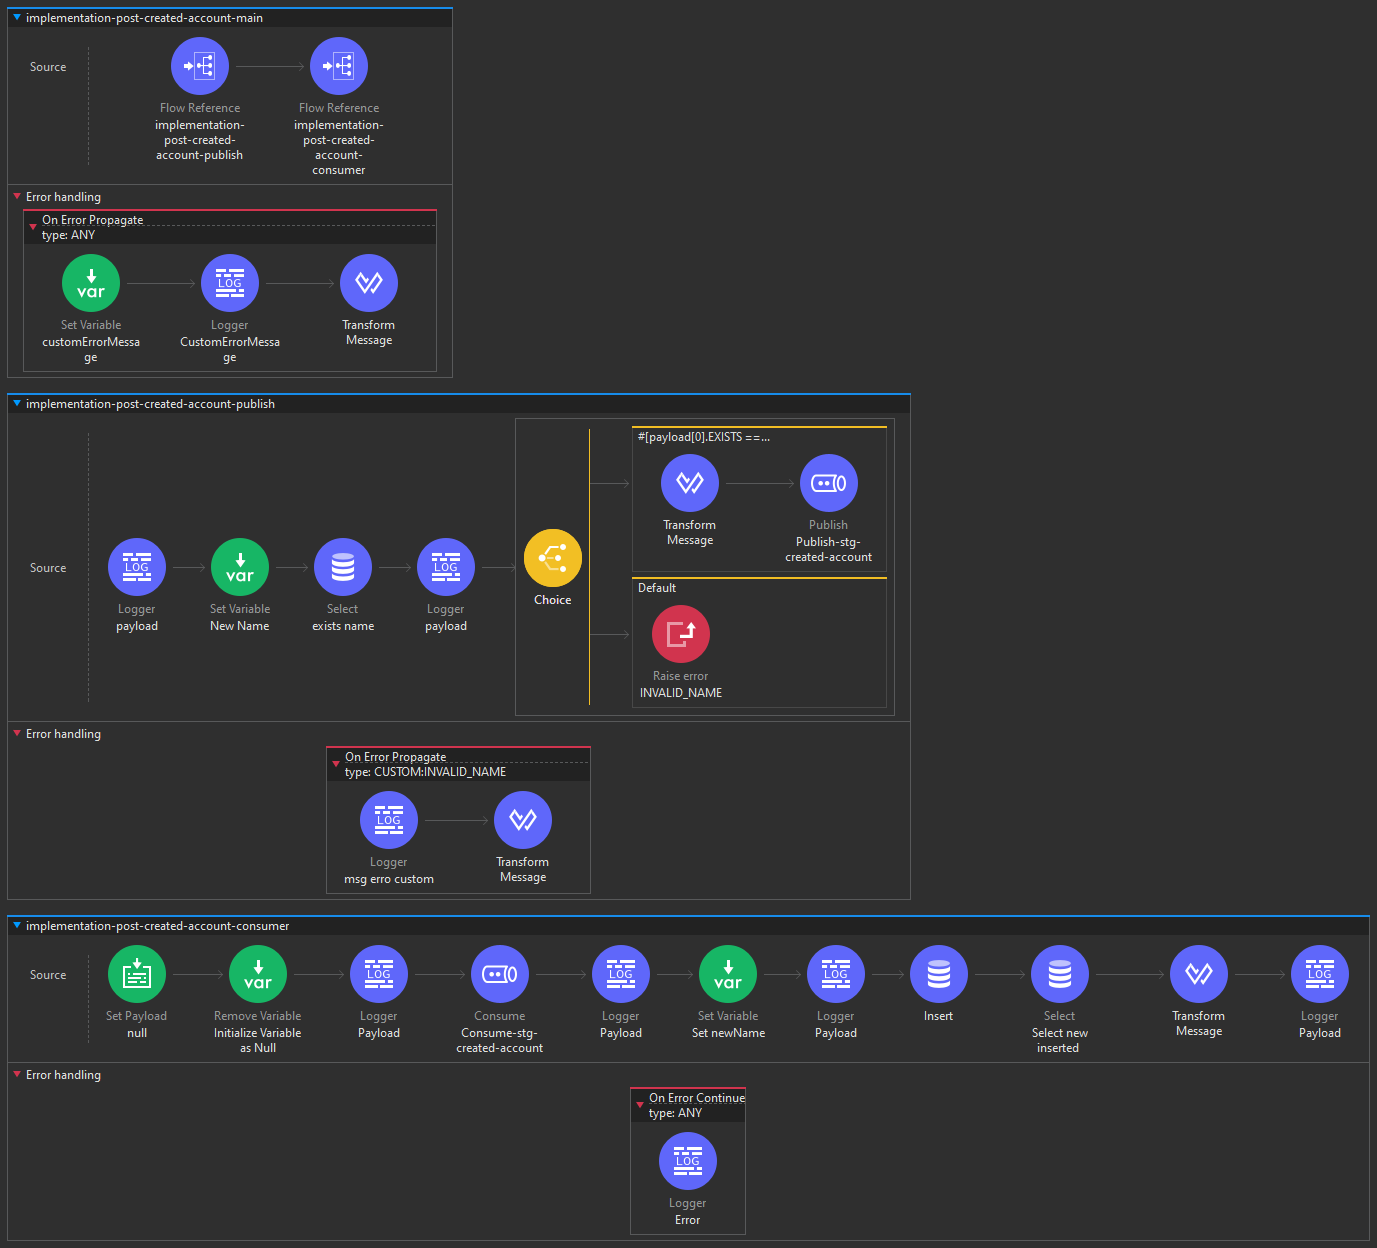 implementation-post-created-account-main
Source
Flow Reference
implementation-
post-created-
account-publish
Flow Reference
implementation-
post-created-
account-
consumer
Error handling
On Error Propagate
type: ANY
var
Set Variable
customErrorMessa
ge
LOG
Logger
CustomErrorMessa
ge
Transform
Message
implementation-post-created-account-publish
Source
LOG
Logger
payload
var
Set Variable
New Name
Select
exists name
LOG
Logger
payload
Choice
#[payload[0].EXISTS ==...
Transform
Message
Publish
Publish-stg-
created-account
Default
Raise error
INVALID_NAME
Error handling
On Error Propagate
type: CUSTOM:INVALID_NAME
LOG
Logger
msg erro custom
Transform
Message
implementation-post-created-account-consumer
Source
Set Payload
null
var
Remove Variable
Initialize Variable
as Null
LOG
Logger
Payload
Consume
Consume-stg-
created-account
LOG
Logger
Payload
var
Set Variable
Set newName
LOG
Logger
Payload
Insert
Select
Select new
inserted
Transform
Message
LOG
Logger
Payload
Error handling
On Error Continue
type: ANY
LOG
Logger
Error